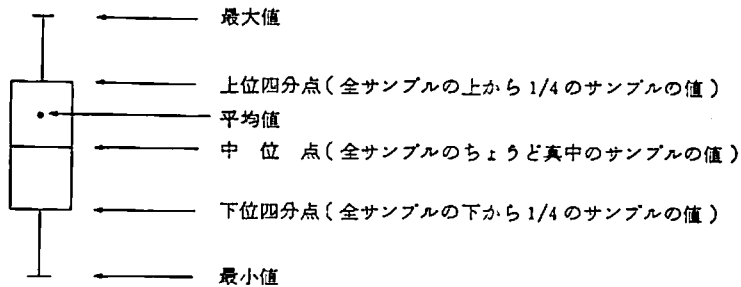 最大値
上位四分点(全サンプルの上から1/4のサンプルの値)
平均値
中 位 点(全サンプルのちょうど真中のサンプルの値)
下位四分点(全サンプルの下から1/4のサンプルの値)
最小値